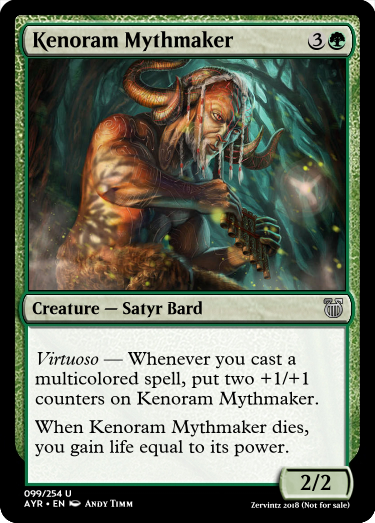 Kenoram Mythmaker 3
Creature — Satyr Bard
Virtuoso — Whenever you cast a
multicolored spell, put two +1/+1
counters on Kenoram Mythmaker.
When Kenoram Mythmaker dies,
you gain life equal to its power.
2/2
099/254 U
AYR • EN Andy Timm
Zervintz 2018 (Not for sale)